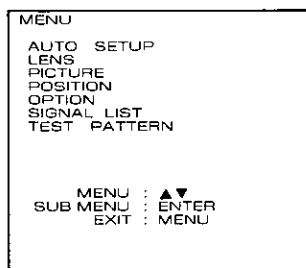 MENU
AUTO SETUP
LENS
PICTURE
POSITION
OPTION
SIGNAL LIST
TEST PATTERN
MENU : ▲▼
SUB MENU : ENTER
EXIT : MENU